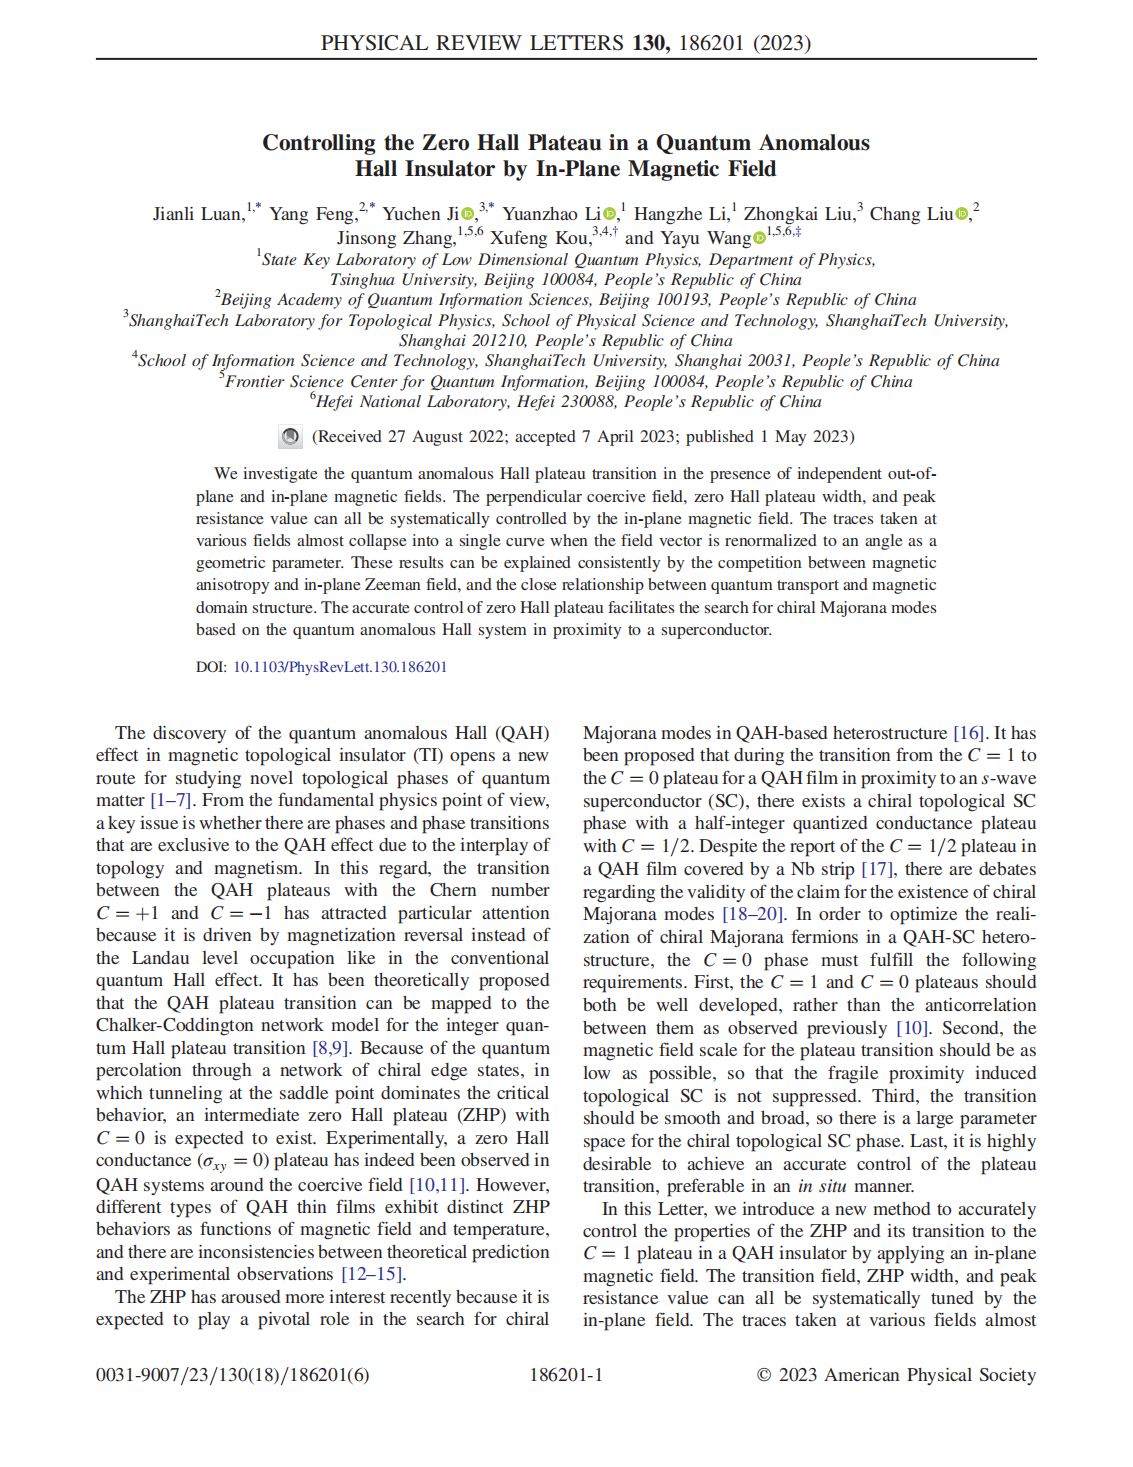 PHYSICAL REVIEW LETTERS 130, 186201 (2023)
Controlling the Zero Hall Plateau in a Quantum Anomalous
Hall Insulator by In-Plane Magnetic Field
Jianli Luan,1,* Yang Feng,2,* Yuchen Ji,3,* Yuanzhao Li,1 Hangzhe Li,1 Zhongkai Liu,3 Chang Liu,2
Jinsong Zhang,1,5,6 Xufeng Kou,3,4,† and Yayu Wang1,5,6,‡
1State Key Laboratory of Low Dimensional Quantum Physics, Department of Physics,
Tsinghua University, Beijing 100084, People's Republic of China
2Beijing Academy of Quantum Information Sciences, Beijing 100193, People's Republic of China
3ShanghaiTech Laboratory for Topological Physics, School of Physical Science and Technology, ShanghaiTech University,
Shanghai 201210, People's Republic of China
4School of Information Science and Technology, ShanghaiTech University, Shanghai 20031, People's Republic of China
5Frontier Science Center for Quantum Information, Beijing 100084, People's Republic of China
6Hefei National Laboratory, Hefei 230088, People's Republic of China
(Received 27 August 2022; accepted 7 April 2023; published 1 May 2023)
We investigate the quantum anomalous Hall plateau transition in the presence of independent out-of-
plane and in-plane magnetic fields. The perpendicular coercive field, zero Hall plateau width, and peak
resistance value can all be systematically controlled by the in-plane magnetic field. The traces taken at
various fields almost collapse into a single curve when the field vector is renormalized to an angle as a
geometric parameter. These results can be explained consistently by the competition between magnetic
anisotropy and in-plane Zeeman field, and the close relationship between quantum transport and magnetic
domain structure. The accurate control of zero Hall plateau facilitates the search for chiral Majorana modes
based on the quantum anomalous Hall system in proximity to a superconductor.
DOI: 10.1103/PhysRevLett.130.186201
The discovery of the quantum anomalous Hall (QAH)
effect in magnetic topological insulator (TI) opens a new
route for studying novel topological phases of quantum
matter [1–7]. From the fundamental physics point of view,
a key issue is whether there are phases and phase transitions
that are exclusive to the QAH effect due to the interplay of
topology and magnetism. In this regard, the transition
between the QAH plateaus with the Chern number
C = +1 and C = −1 has attracted particular attention
because it is driven by magnetization reversal instead of
the Landau level occupation like in the conventional
quantum Hall effect. It has been theoretically proposed
that the QAH plateau transition can be mapped to the
Chalker-Coddington network model for the integer quan-
tum Hall plateau transition [8,9]. Because of the quantum
percolation through a network of chiral edge states, in
which tunneling at the saddle point dominates the critical
behavior, an intermediate zero Hall plateau (ZHP) with
C = 0 is expected to exist. Experimentally, a zero Hall
conductance (σxy = 0) plateau has indeed been observed in
QAH systems around the coercive field [10,11]. However,
different types of QAH thin films exhibit distinct ZHP
behaviors as functions of magnetic field and temperature,
and there are inconsistencies between theoretical prediction
and experimental observations [12–15].
The ZHP has aroused more interest recently because it is
expected to play a pivotal role in the search for chiral
Majorana modes in QAH-based heterostructure [16]. It has
been proposed that during the transition from the C = 1 to
the C = 0 plateau for a QAH film in proximity to an s-wave
superconductor (SC), there exists a chiral topological SC
phase with a half-integer quantized conductance plateau
with C = 1/2. Despite the report of the C = 1/2 plateau in
a QAH film covered by a Nb strip [17], there are debates
regarding the validity of the claim for the existence of chiral
Majorana modes [18–20]. In order to optimize the reali-
zation of chiral Majorana fermions in a QAH-SC hetero-
structure, the C = 0 phase must fulfill the following
requirements. First, the C = 1 and C = 0 plateaus should
both be well developed, rather than the anticorrelation
between them as observed previously [10]. Second, the
magnetic field scale for the plateau transition should be as
low as possible, so that the fragile proximity induced
topological SC is not suppressed. Third, the transition
should be smooth and broad, so there is a large parameter
space for the chiral topological SC phase. Last, it is highly
desirable to achieve an accurate control of the plateau
transition, preferable in an in situ manner.
In this Letter, we introduce a new method to accurately
control the properties of the ZHP and its transition to the
C = 1 plateau in a QAH insulator by applying an in-plane
magnetic field. The transition field, ZHP width, and peak
resistance value can all be systematically tuned by the
in-plane field. The traces taken at various fields almost
0031-9007/23/130(18)/186201(6)
186201-1
© 2023 American Physical Society